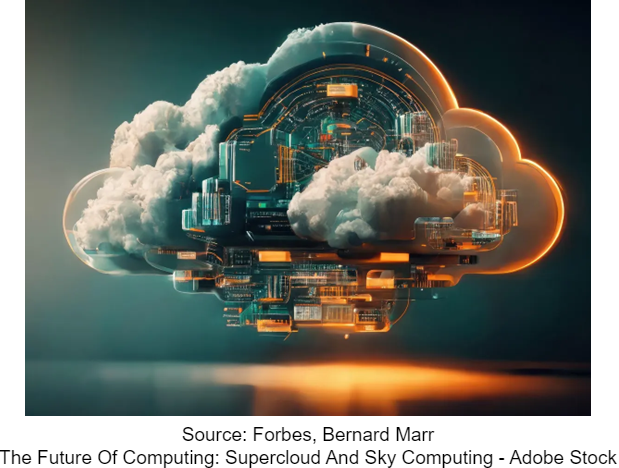 Source: Forbes, Bernard Marr
The Future Of Computing: Supercloud And Sky Computing - Adobe Stock